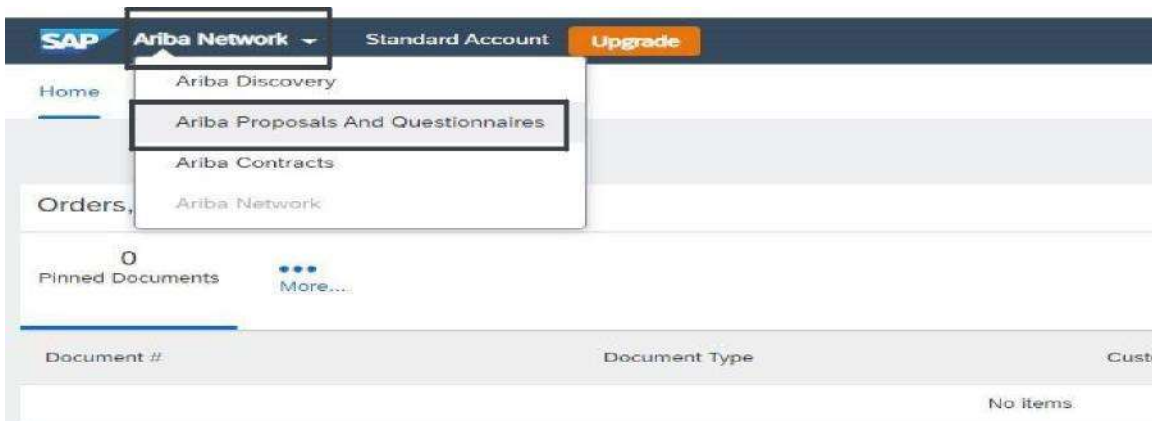 SAP Ariba Network Standard Account Upgrade
Home
Ariba Discovery
Ariba Proposals And Questionnaires
Ariba Contracts
Ariba Network
Orders,
0
Pinned Documents
More...
Document # Document Type Cust
No items